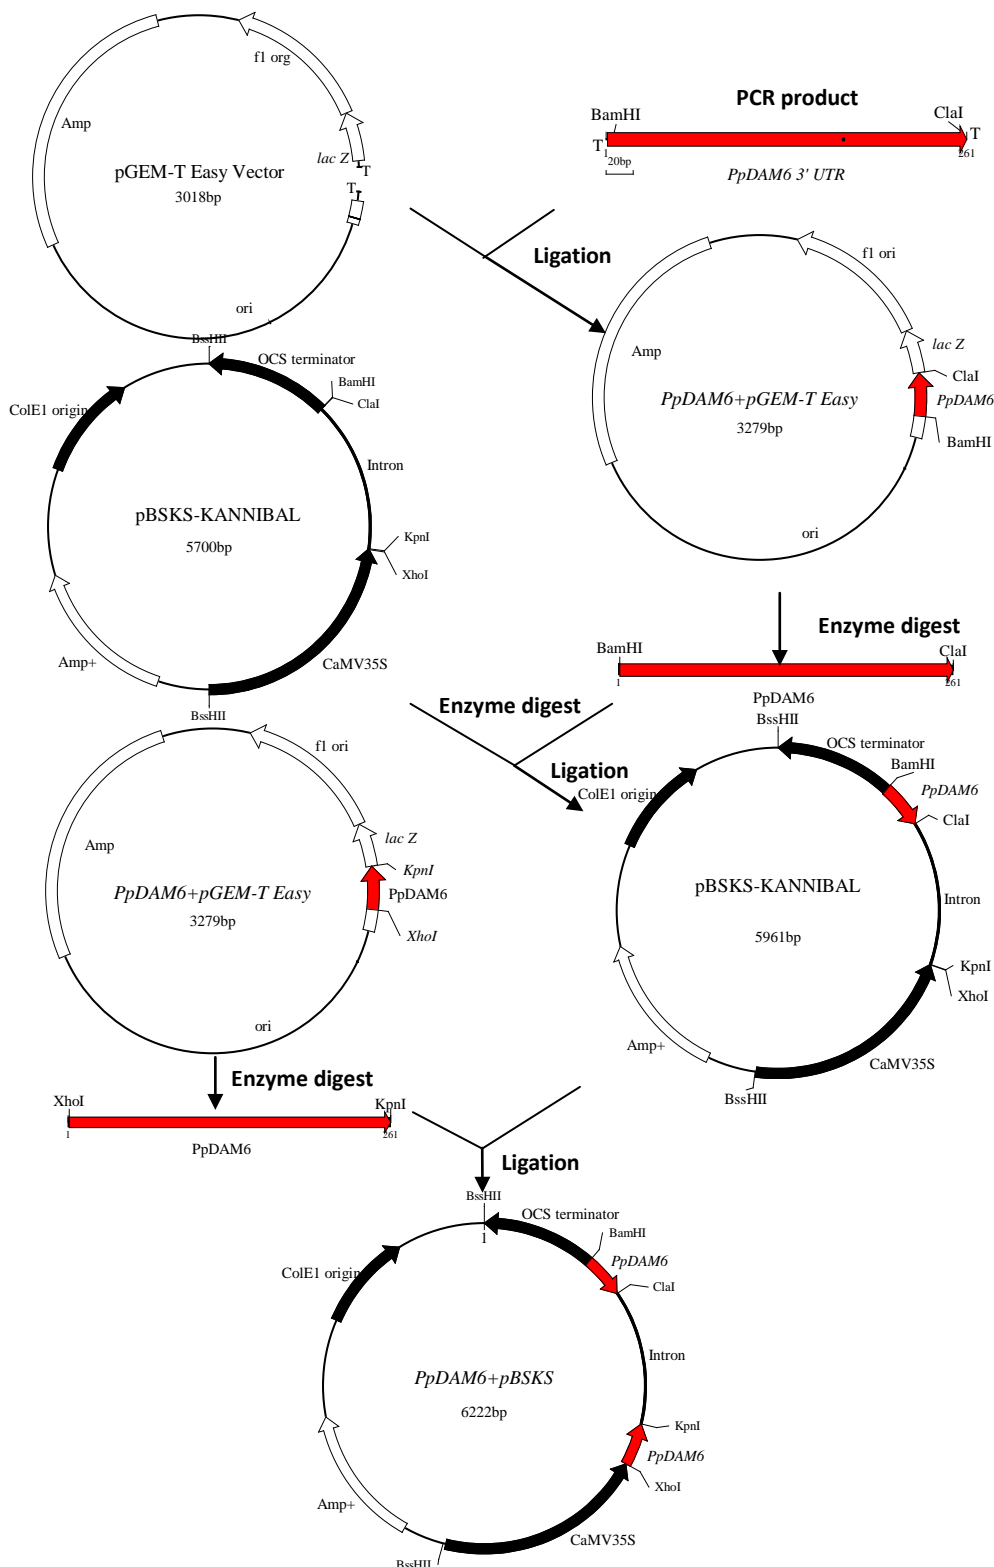 f1 org
Amp
lac Z
T
T
pGEM-T Easy Vector
3018bp
ori
PCR product
BamHI
ClaI
T
T
1
20bp
261
PpDAM6 3' UTR
Ligation
f1 ori
Amp
lac Z
ClaI
PpDAM6
BamHI
PpDAM6+pGEM-T Easy
3279bp
ori
BssHII
OCS terminator
BamHI
ClaI
ColE1 origin
Intron
pBSKS-KANNIBAL
5700bp
KpnI
XhoI
Amp+
CaMV35S
BssHII
Enzyme digest
BamHI
ClaI
1
261
PpDAM6
Enzyme digest
Ligation
f1 ori
Amp
lac Z
KpnI
PpDAM6
XhoI
PpDAM6+pGEM-T Easy
3279bp
ori
BssHII
OCS terminator
BamHI
PpDAM6
ClaI
ColE1 origin
pBSKS-KANNIBAL
5961bp
Intron
KpnI
XhoI
Amp+
CaMV35S
BssHII
Enzyme digest
XhoI
KpnI
1
261
PpDAM6
Ligation
BssHII
1
OCS terminator
BamHI
PpDAM6
ClaI
ColE1 origin
Intron
PpDAM6+pBSKS
6222bp
KpnI
PpDAM6
XhoI
Amp+
CaMV35S
BssHII